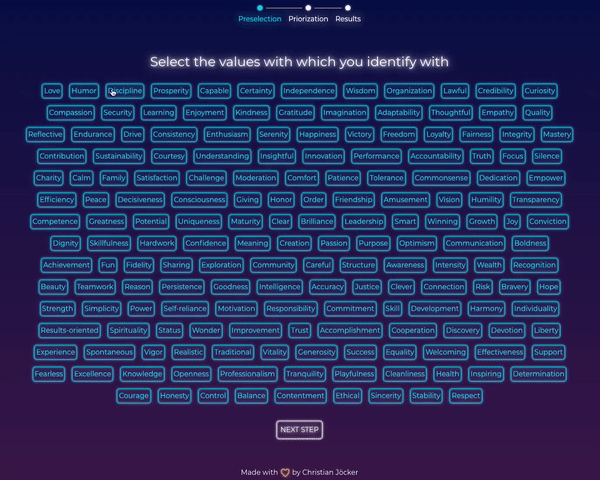 Preselection Priorization Results
Select the values with which you identify with
Love Humor Discipline Prosperity Capable Certainty Independence Wisdom Organization Lawful Credibility Curiosity
Compassion Security Learning Enjoyment Kindness Gratitude Imagination Adaptability Thoughtful Empathy Quality
Reflective Endurance Drive Consistency Enthusiasm Serenity Happiness Victory Freedom Loyalty Fairness Integrity Mastery
Contribution Sustainability Courtesy Understanding Insightful Innovation Performance Accountability Truth Focus Silence
Charity Calm Family Satisfaction Challenge Moderation Comfort Patience Tolerance Commonsense Dedication Empower
Efficiency Peace Decisiveness Consciousness Giving Honor Order Friendship Amusement Vision Humility Transparency
Competence Greatness Potential Uniqueness Maturity Clear Brilliance Leadership Smart Winning Growth Joy Conviction
Dignity Skillfulness Hardwork Confidence Meaning Creation Passion Purpose Optimism Communication Boldness
Achievement Fun Fidelity Sharing Exploration Community Careful Structure Awareness Intensity Wealth Recognition
Beauty Teamwork Reason Persistence Goodness Intelligence Accuracy Justice Clever Connection Risk Bravery Hope
Strength Simplicity Power Self-reliance Motivation Responsibility Commitment Skill Development Harmony Individuality
Results-oriented Spirituality Status Wonder Improvement Trust Accomplishment Cooperation Discovery Devotion Liberty
Experience Spontaneous Vigor Realistic Traditional Vitality Generosity Success Equality Welcoming Effectiveness Support
Fearless Excellence Knowledge Openness Professionalism Tranquility Playfulness Cleanliness Health Inspiring Determination
Courage Honesty Control Balance Contentment Ethical Sincerity Stability Respect
NEXT STEP
Made with by Christian Jöcker